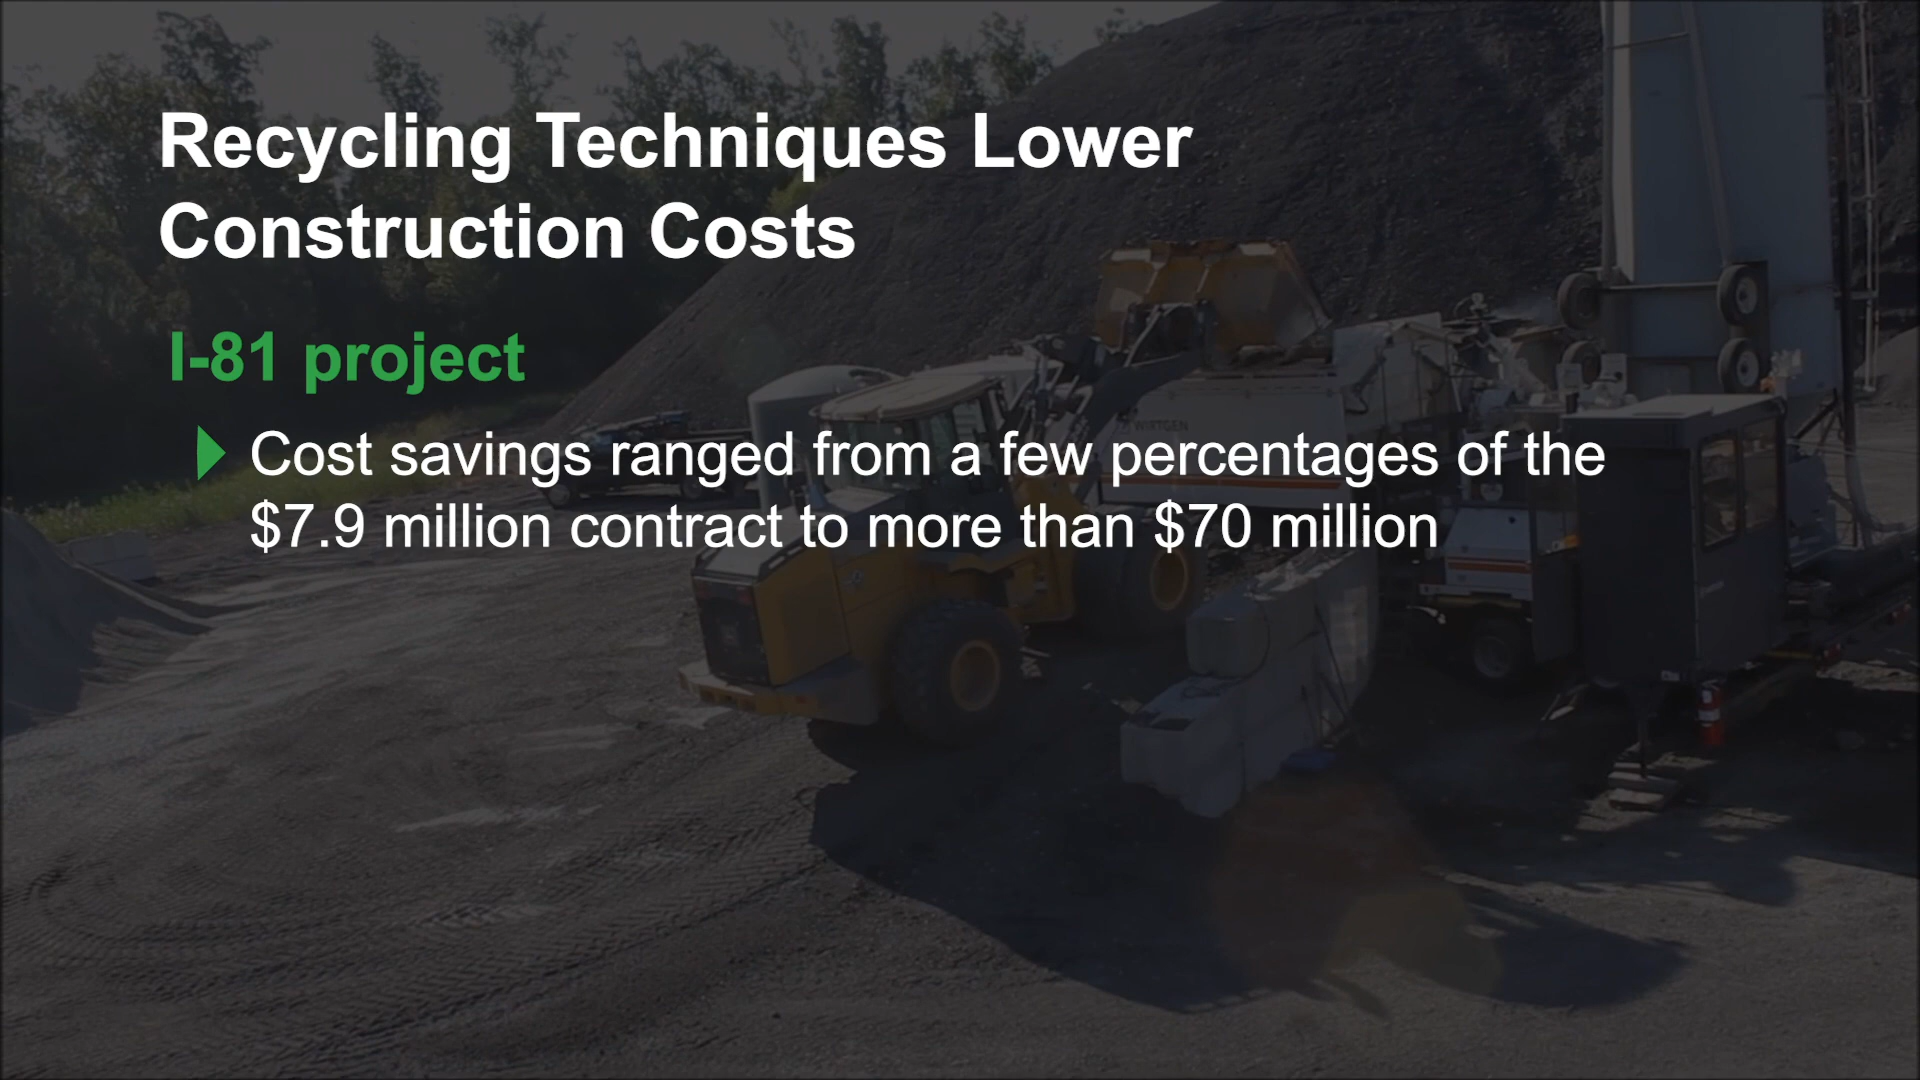 Recycling Techniques Lower
Construction Costs
I-81 project
Cost savings ranged from a few percentages of the
$7.9 million contract to more than $70 million
WIRTGEN